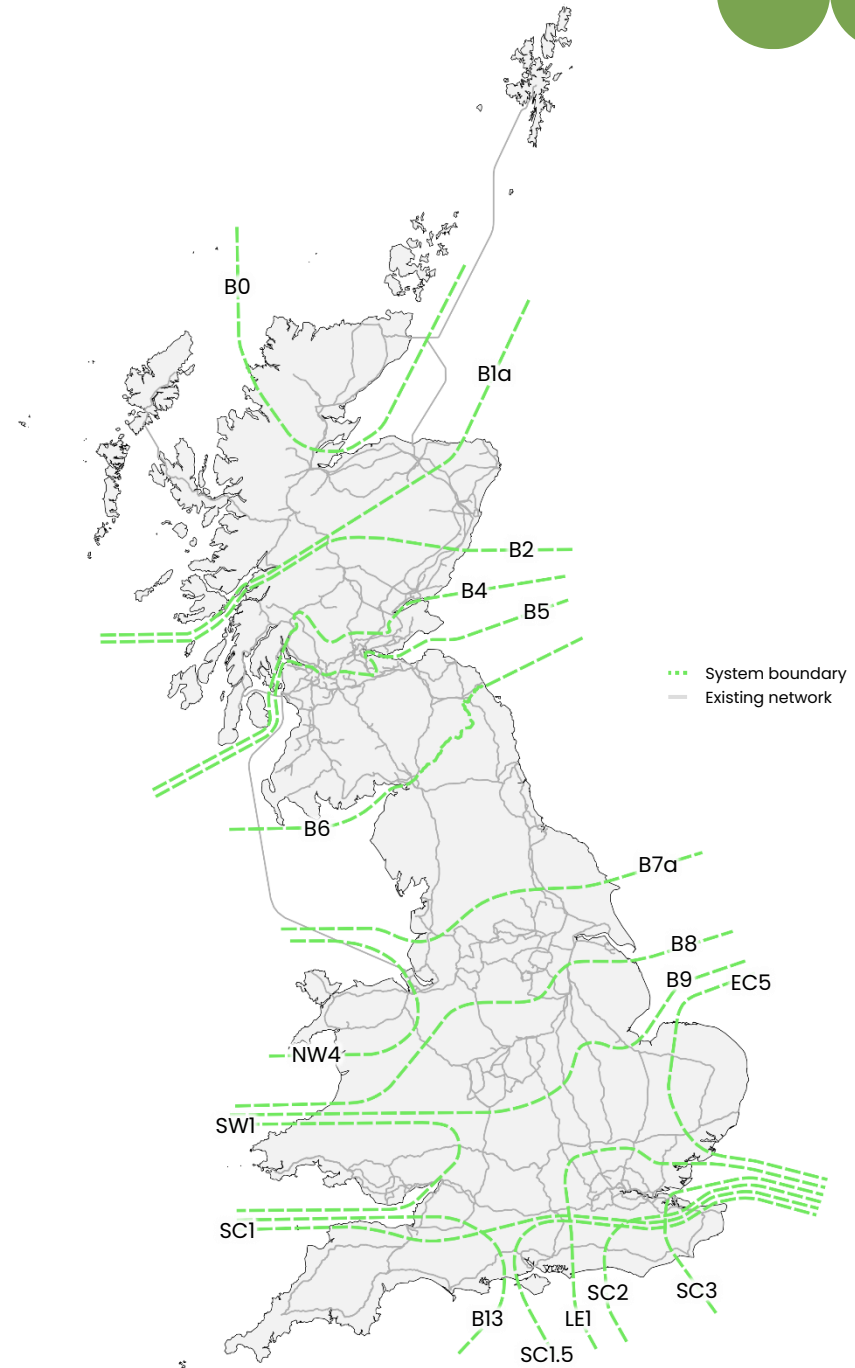 B0
B1a
B2
B4
B5
System boundary
Existing network
B6
B7a
B8
B9
EC5
NW4
SW1
SC1
SC2
SC3
B13
LE1
SC1.5